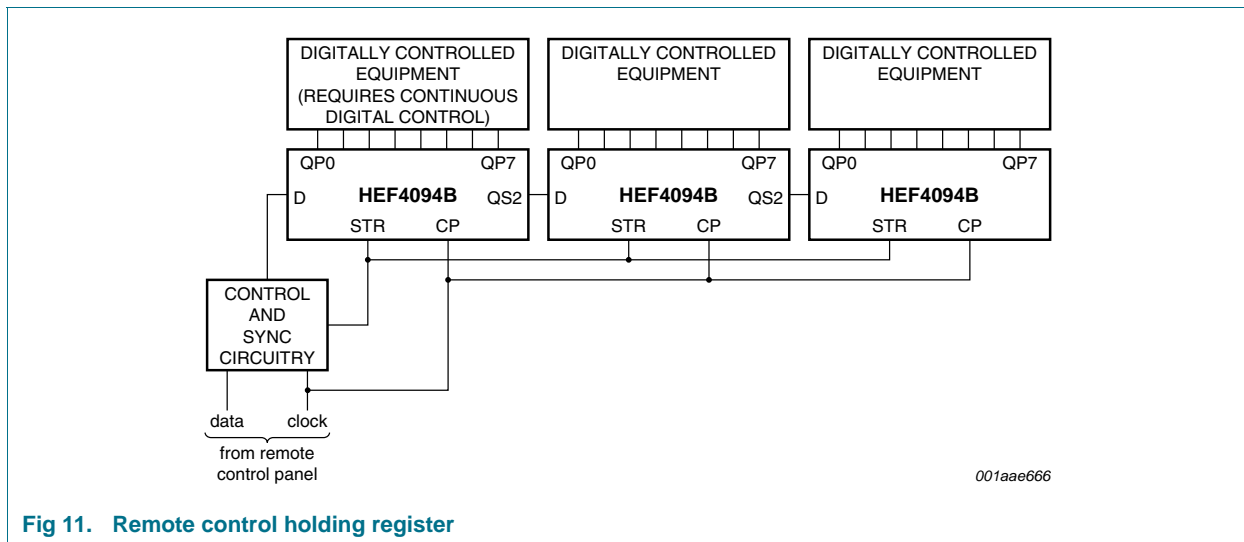 DIGITALLY CONTROLLED
EQUIPMENT
(REQUIRES CONTINUOUS
DIGITAL CONTROL)
DIGITALLY CONTROLLED
EQUIPMENT
DIGITALLY CONTROLLED
EQUIPMENT
QP0 QP7
D HEF4094B QS2
STR CP
QP0 QP7
D HEF4094B QS2
STR CP
QP0 QP7
D HEF4094B
STR CP
CONTROL
AND
SYNC
CIRCUITRY
data clock
from remote
control panel
001aae666
Fig 11. Remote control holding register